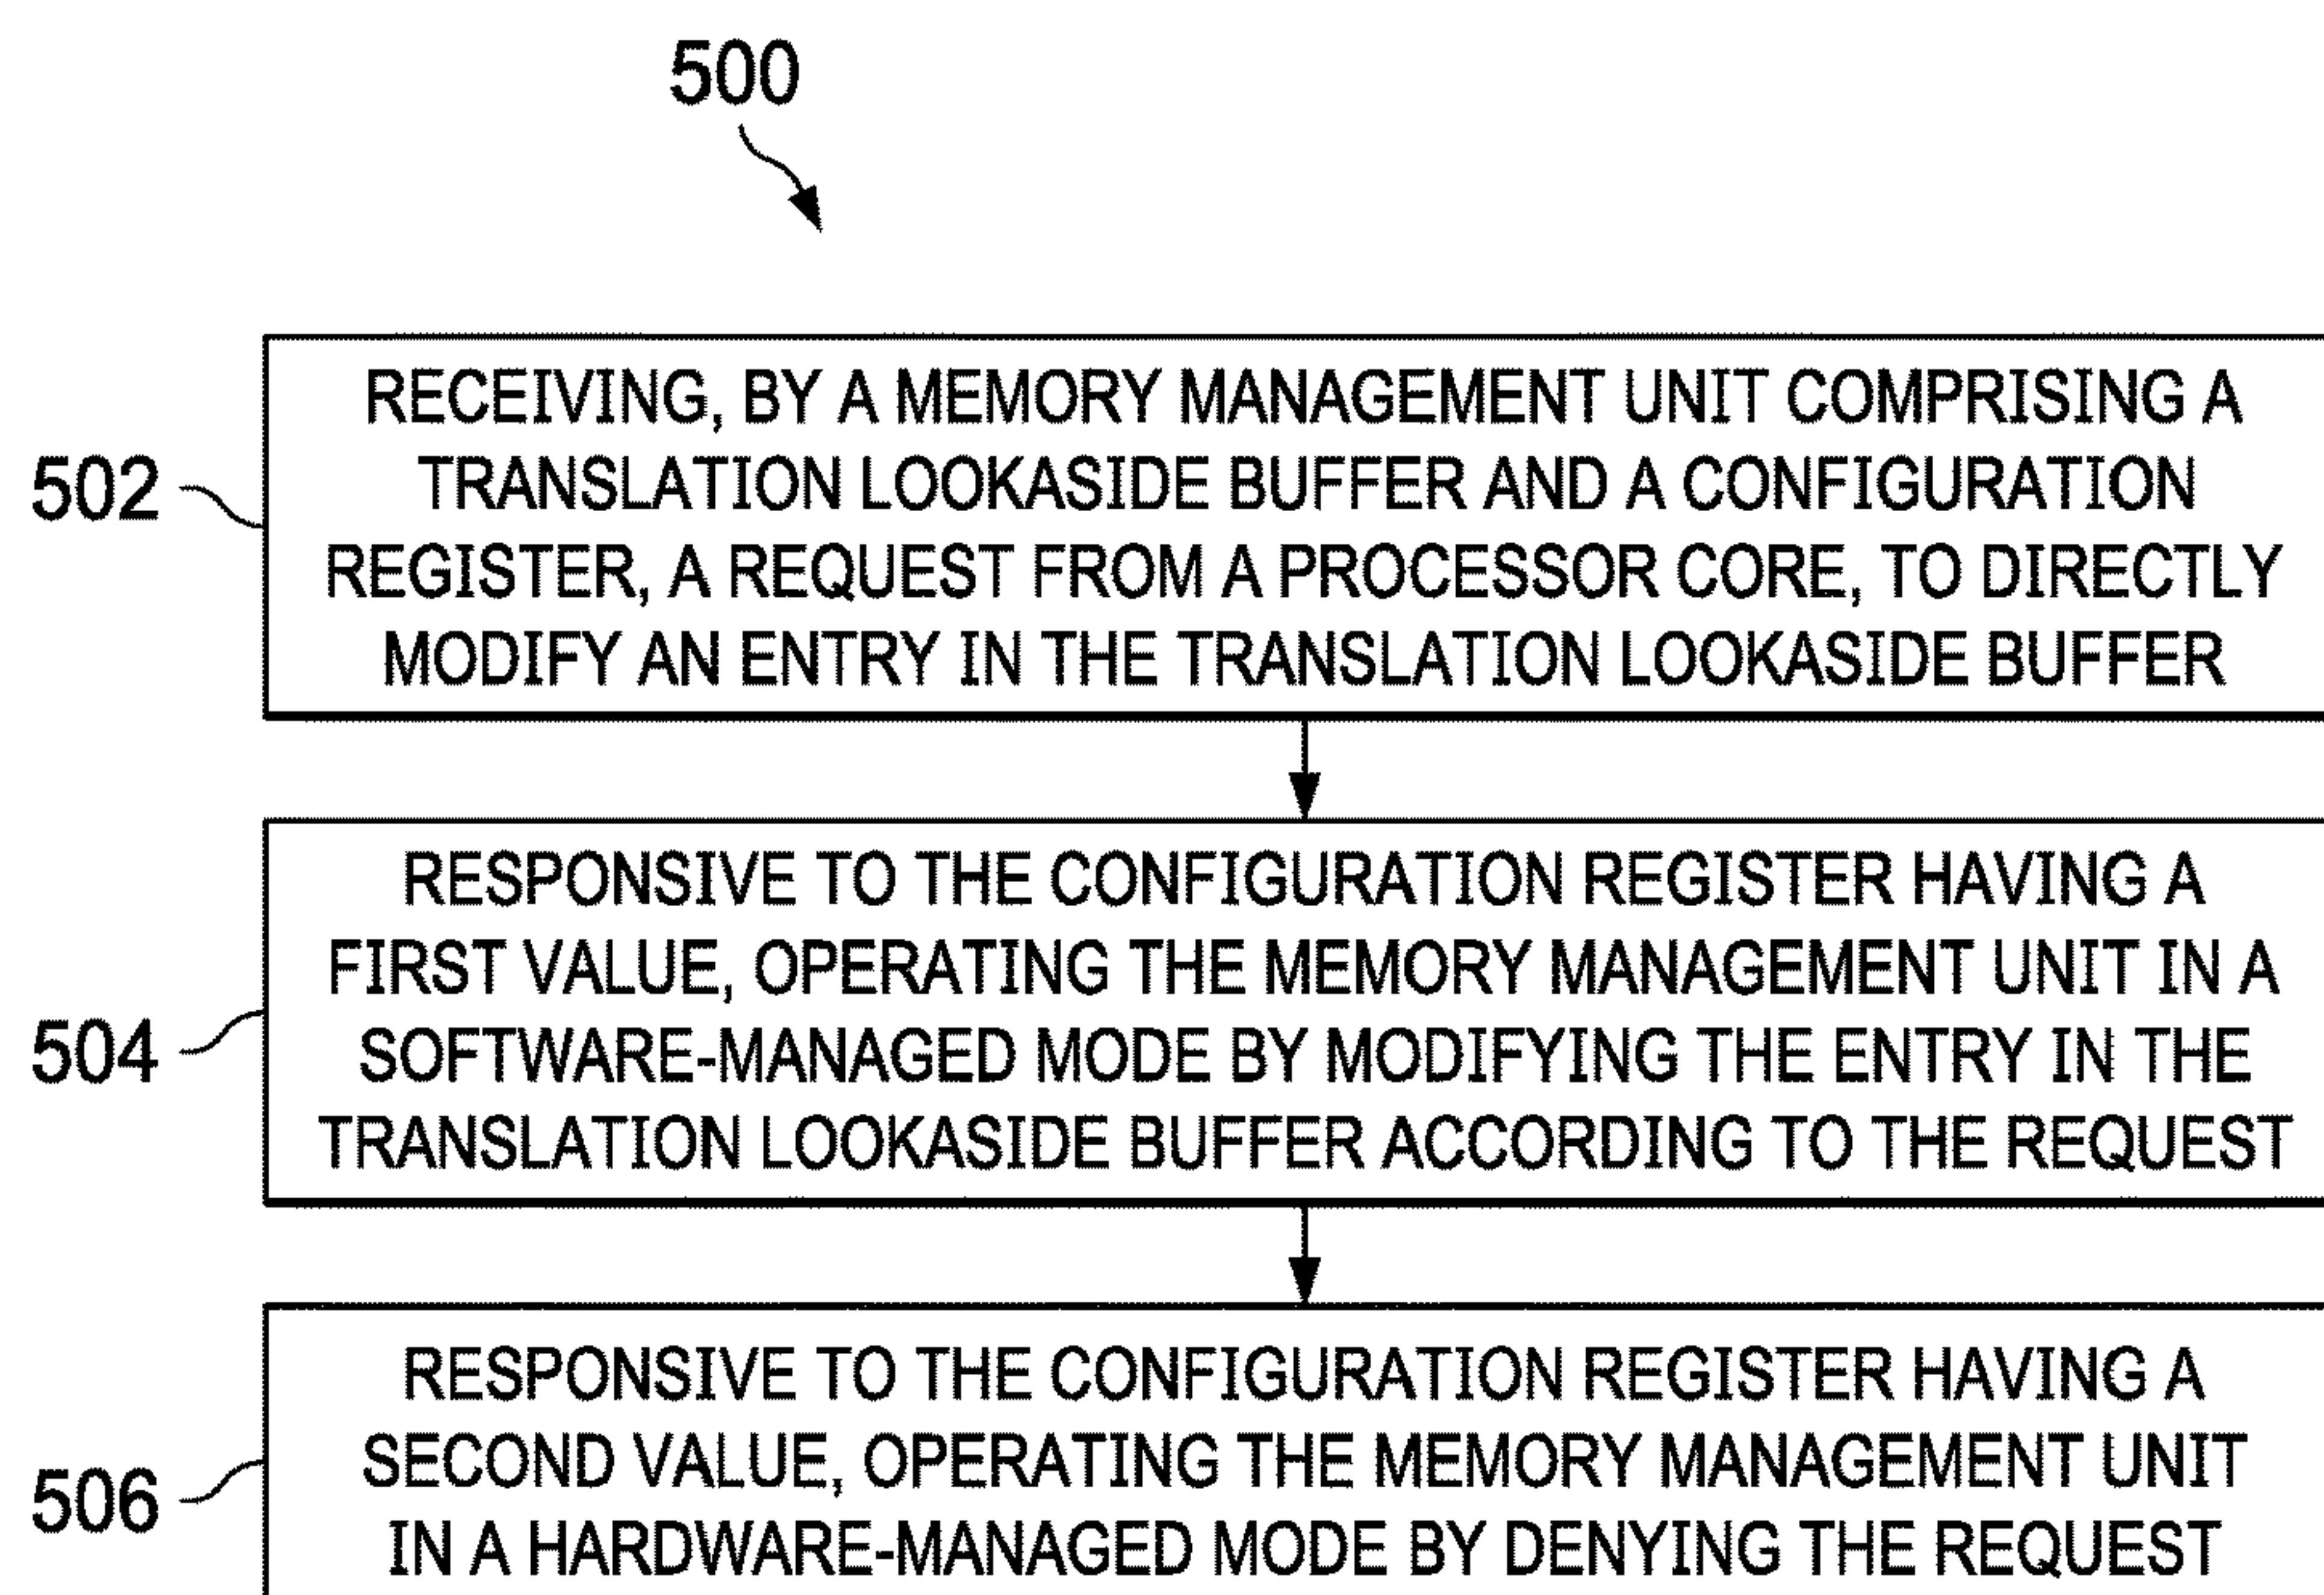 500
502
RECEIVING, BY A MEMORY MANAGEMENT UNIT COMPRISING A
TRANSLATION LOOKASIDE BUFFER AND A CONFIGURATION
REGISTER, A REQUEST FROM A PROCESSOR CORE, TO DIRECTLY
MODIFY AN ENTRY IN THE TRANSLATION LOOKASIDE BUFFER
504
RESPONSIVE TO THE CONFIGURATION REGISTER HAVING A
FIRST VALUE, OPERATING THE MEMORY MANAGEMENT UNIT IN A
SOFTWARE-MANAGED MODE BY MODIFYING THE ENTRY IN THE
TRANSLATION LOOKASIDE BUFFER ACCORDING TO THE REQUEST
506
RESPONSIVE TO THE CONFIGURATION REGISTER HAVING A
SECOND VALUE, OPERATING THE MEMORY MANAGEMENT UNIT
IN A HARDWARE-MANAGED MODE BY DENYING THE REQUEST